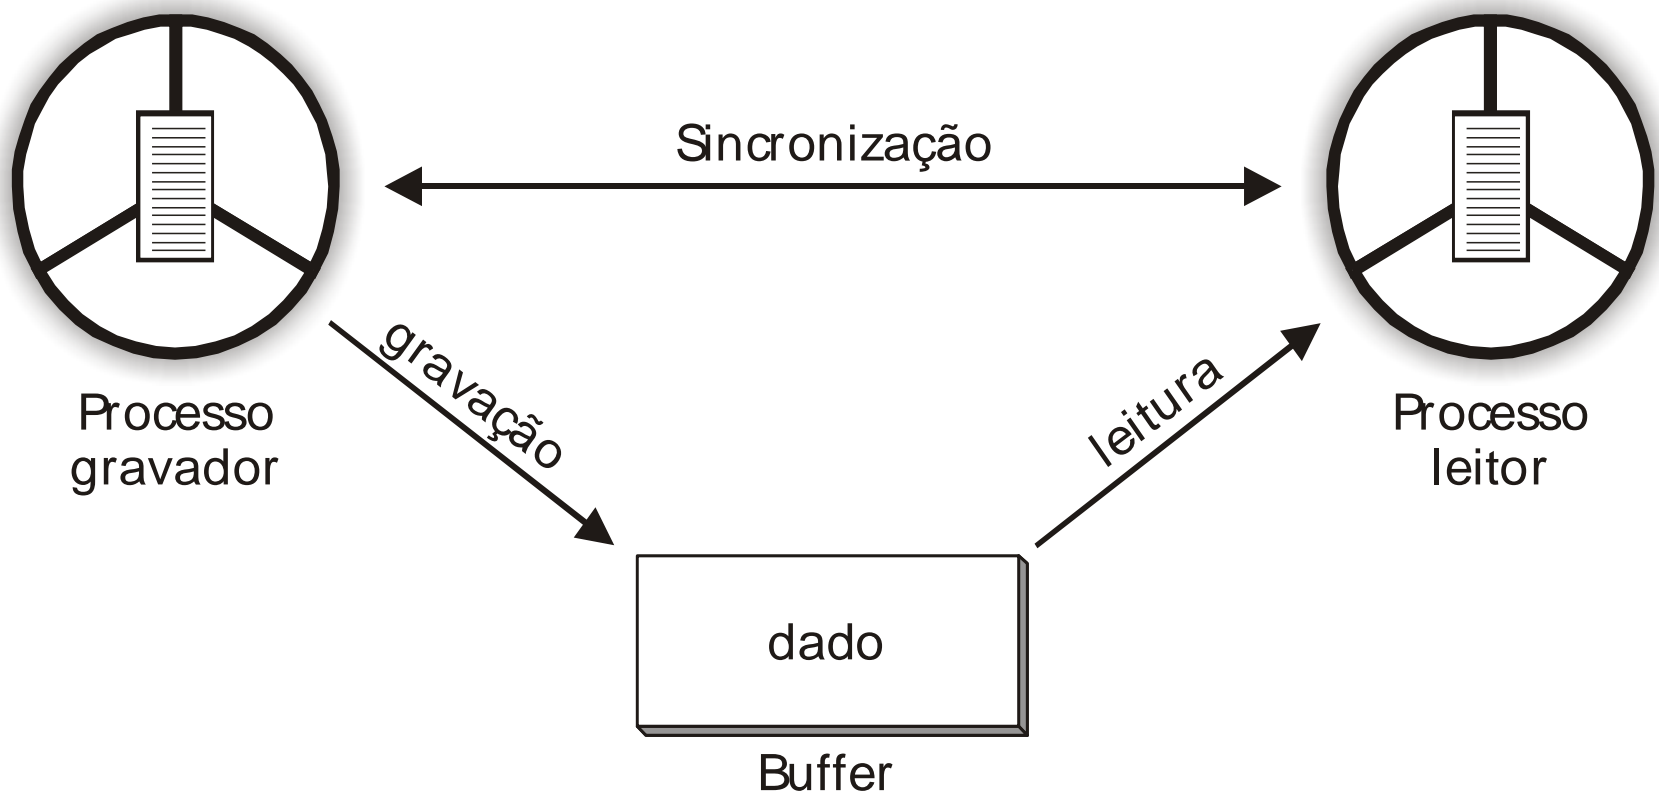 Sincronização
gravação
leitura
Processo
gravador
Processo
leitor
dado
Buffer